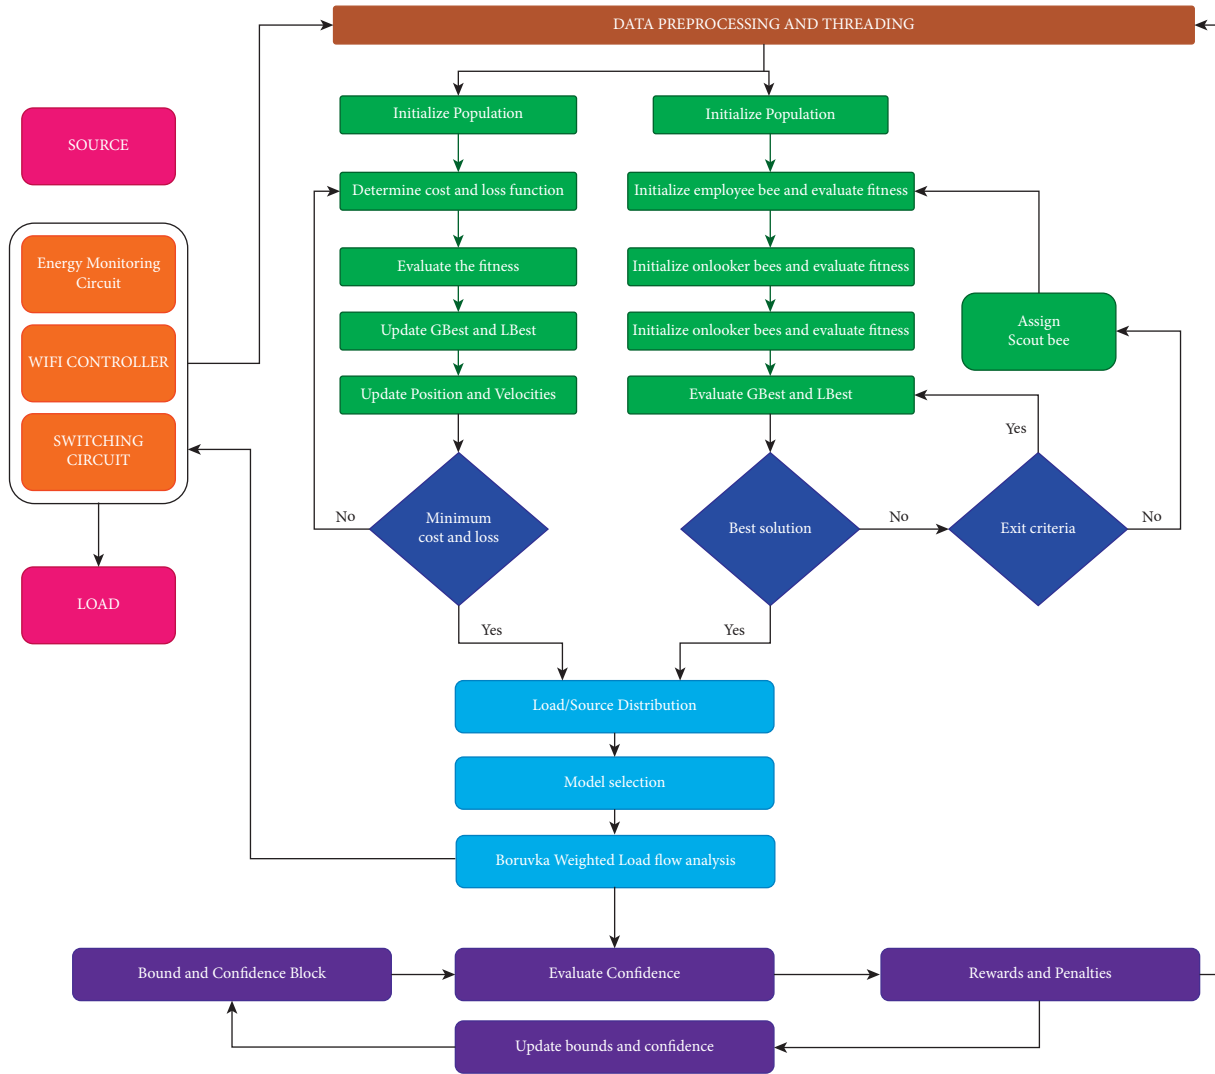 DATA PREPROCESSING AND THREADING
SOURCE
Energy Monitoring
Circuit
WIFI CONTROLLER
SWITCHING
CIRCUIT
LOAD
Initialize Population
Determine cost and loss function
Evaluate the fitness
Update GBest and LBest
Update Position and Velocities
No
Minimum
cost and loss
Yes
Initialize Population
Initialize employee bee and evaluate fitness
Initialize onlooker bees and evaluate fitness
Initialize onlooker bees and evaluate fitness
Evaluate GBest and LBest
Best solution
No
Yes
Assign
Scout bee
Yes
Exit criteria
No
Load/Source Distribution
Model selection
Boruvka Weighted Load flow analysis
Bound and Confidence Block
Evaluate Confidence
Rewards and Penalties
Update bounds and confidence